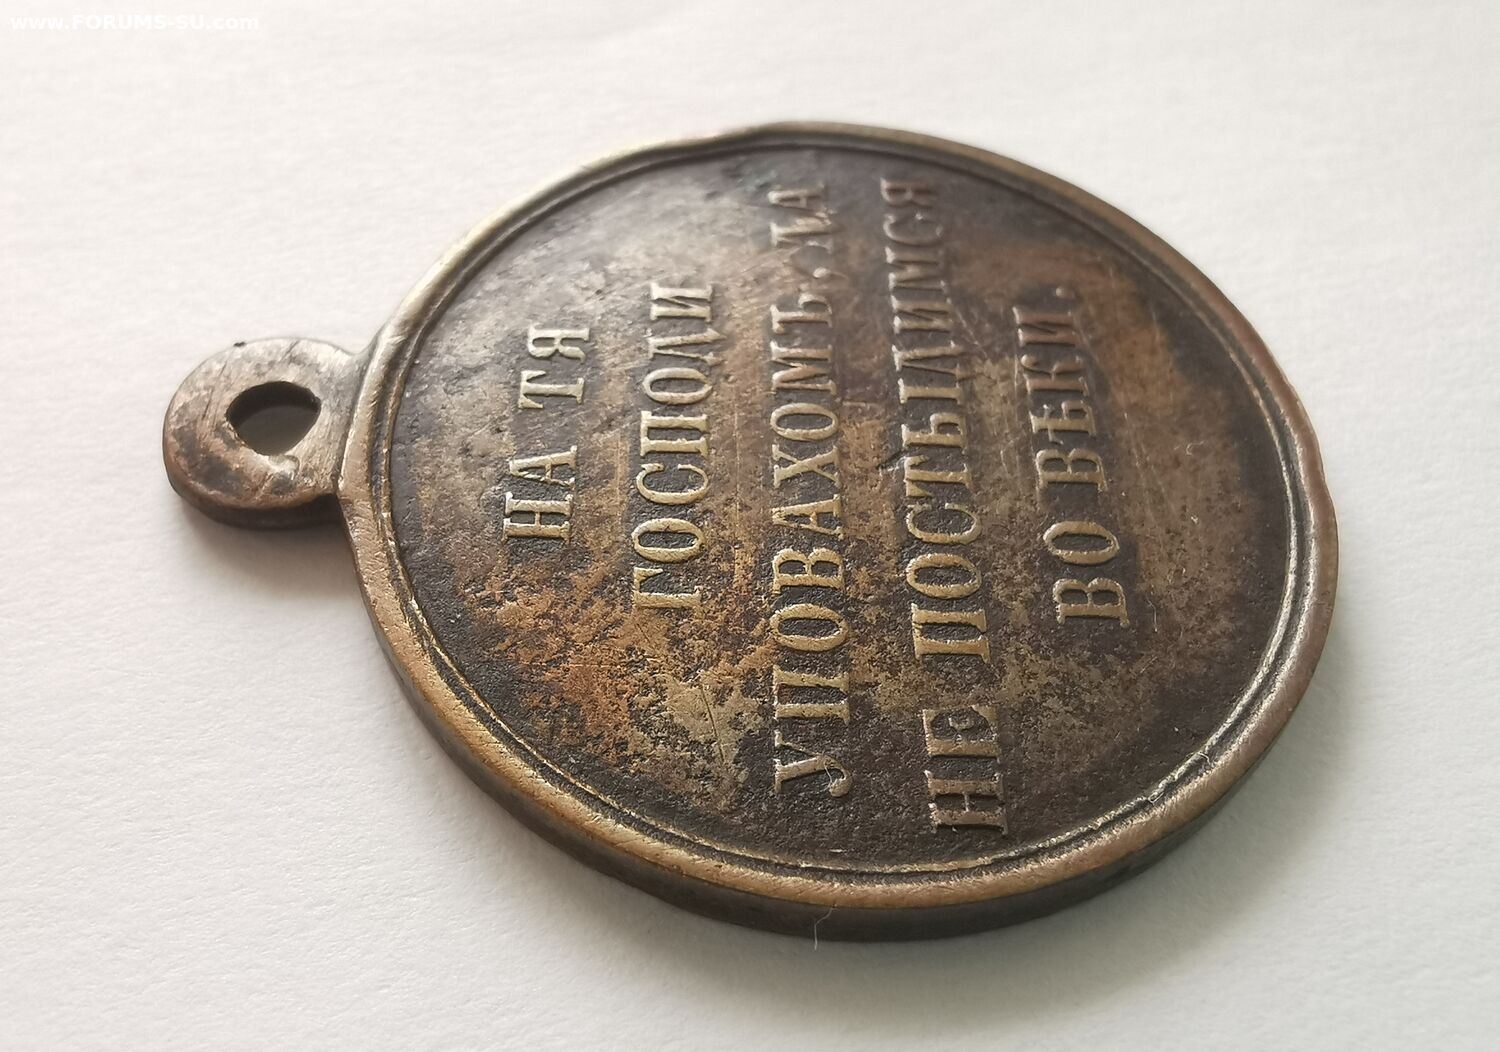 www.FORUMS-SU.com
НА ТЯ
ГОСПОДИ
УПОВАХОМЪ, ДА
НЕ ПОСТЫДИМСЯ
ВО ВѢКИ.